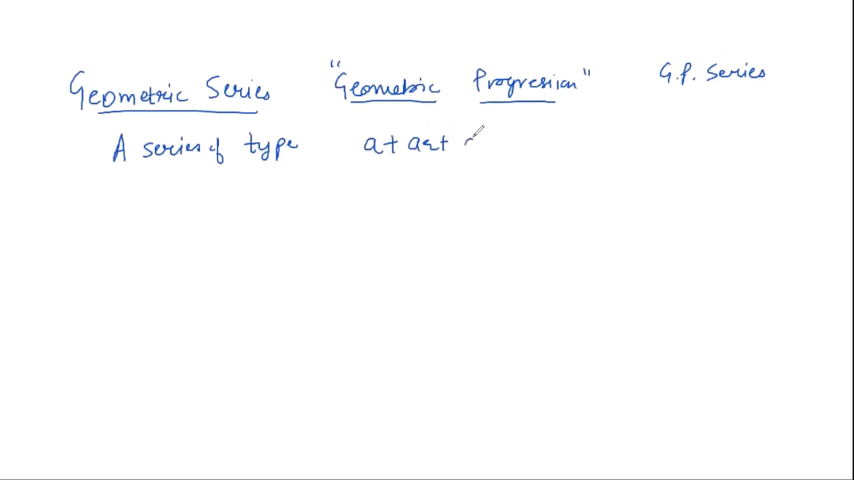 Geometric Series "Geometric Progression" G.P. Series
A series of type a+ ar+